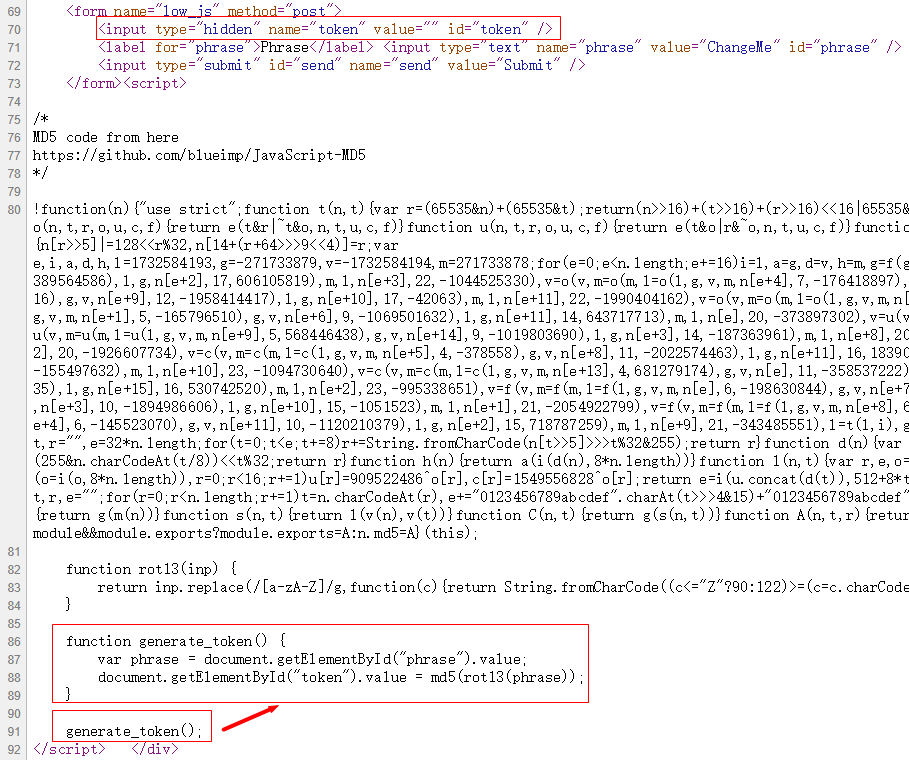 69 <form name="low_js" method="post">
70 <input type="hidden" name="token" value="" id="token" />
71 <label for="phrase">Phrase</label> <input type="text" name="phrase" value="ChangeMe" id="phrase" />
72 <input type="submit" id="send" name="send" value="Submit" />
73 </form><script>
74
75 /*
76 MD5 code from here
77 https://github.com/blueimp/JavaScript-MD5
78 */
79
80 !function(n){"use strict";function t(n,t){var r=(65535&n)+(65535&t);return(n>>16)+(t>>16)+(r>>16)<<16|65535&
o(n,t,r,o,u,c,f){return e(t&r|~t&o,n,t,u,c,f)}function u(n,t,r,o,u,c,f){return e(t&o|r&~o,n,t,u,c,f)}functio
{n[r>>5]|=128<<r%32,n[14+(r+64>>>9<<4)]=r;var
e,i,a,d,h,l=1732584193,g=-271733879,v=-1732584194,m=271733878;for(e=0;e<n.length;e+=16)i=l,a=g,d=v,h=m,g=f(g
389564586),l,g,n[e+2],17,606105819),m,l,n[e+3],22,-1044525330),v=o(v,m=o(m,l=o(l,g,v,m,n[e+4],7,-176418897),
16),g,v,n[e+9],12,-1958414417),l,g,n[e+10],17,-42063),m,l,n[e+11],22,-1990404162),v=o(v,m=o(m,l=o(l,g,v,m,n[
g,v,m,n[e+1],5,-165796510),g,v,n[e+6],9,-1069501632),l,g,n[e+11],14,643717713),m,l,n[e],20,-373897302),v=u(v
u(v,m=u(m,l=u(l,g,v,m,n[e+9],5,568446438),g,v,n[e+14],9,-1019803690),l,g,n[e+3],14,-187363961),m,l,n[e+8],20
2],20,-1926607734),v=c(v,m=c(m,l=c(l,g,v,m,n[e+5],4,-378558),g,v,n[e+8],11,-2022574463),l,g,n[e+11],16,18390
-155497632),m,l,n[e+10],23,-1094730640),v=c(v,m=c(m,l=c(l,g,v,m,n[e+13],4,681279174),g,v,n[e],11,-358537222)
35),l,g,n[e+15],16,530742520),m,l,n[e+2],23,-995338651),v=f(v,m=f(m,l=f(l,g,v,m,n[e],6,-198630844),g,v,n[e+7
,n[e+3],10,-1894986606),l,g,n[e+10],15,-1051523),m,l,n[e+1],21,-2054922799),v=f(v,m=f(m,l=f(l,g,v,m,n[e+8],6
e+4],6,-145523070),g,v,n[e+11],10,-1120210379),l,g,n[e+2],15,718787259),m,l,n[e+9],21,-343485551),l=t(l,i),g
t,r="",e=32*n.length;for(t=0;t<e;t+=8)r+=String.fromCharCode(n[t>>5]>>>t%32&255);return r}function d(n){var
(255&n.charCodeAt(t/8))<<t%32;return r}function h(n){return a(i(d(n),8*n.length))}function l(n,t){var r,e,o=
(o=i(o,8*n.length)),r=0;r<16;r+=1)u[r]=909522486^o[r],c[r]=1549556828^o[r];return e=i(u.concat(d(t)),512+8*t
t,r,e="";for(r=0;r<n.length;r+=1)t=n.charCodeAt(r),e+="0123456789abcdef".charAt(t>>>4&15)+"0123456789abcdef"
{return g(m(n))}function s(n,t){return l(v(n),v(t))}function C(n,t){return g(s(n,t))}function A(n,t,r){retur
module&&module.exports?module.exports=A:n.md5=A}(this);
81
82 function rot13(inp) {
83 return inp.replace(/[a-zA-Z]/g,function(c){return String.fromCharCode((c<="Z"?90:122)>=(c=c.charCode
84 }
85
86 function generate_token() {
87 var phrase = document.getElementById("phrase").value;
88 document.getElementById("token").value = md5(rot13(phrase));
89 }
90
91 generate_token();
92 </script> </div>